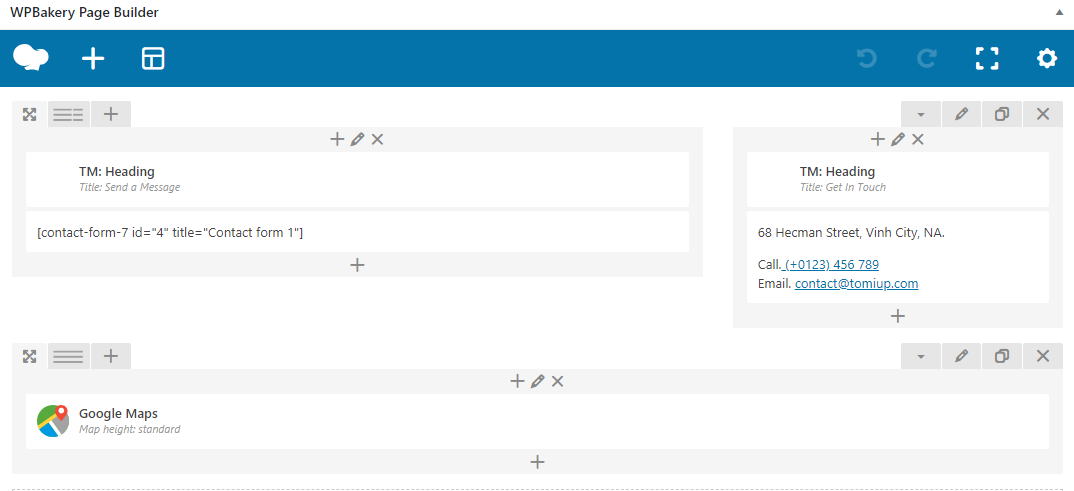 WPBakery Page Builder
TM: Heading
Title: Send a Message
[contact-form-7 id="4" title="Contact form 1"]
TM: Heading
Title: Get In Touch
68 Hecman Street, Vinh City, NA.
Call. (+0123) 456 789
Email. contact@tomiup.com
Google Maps
Map height: standard